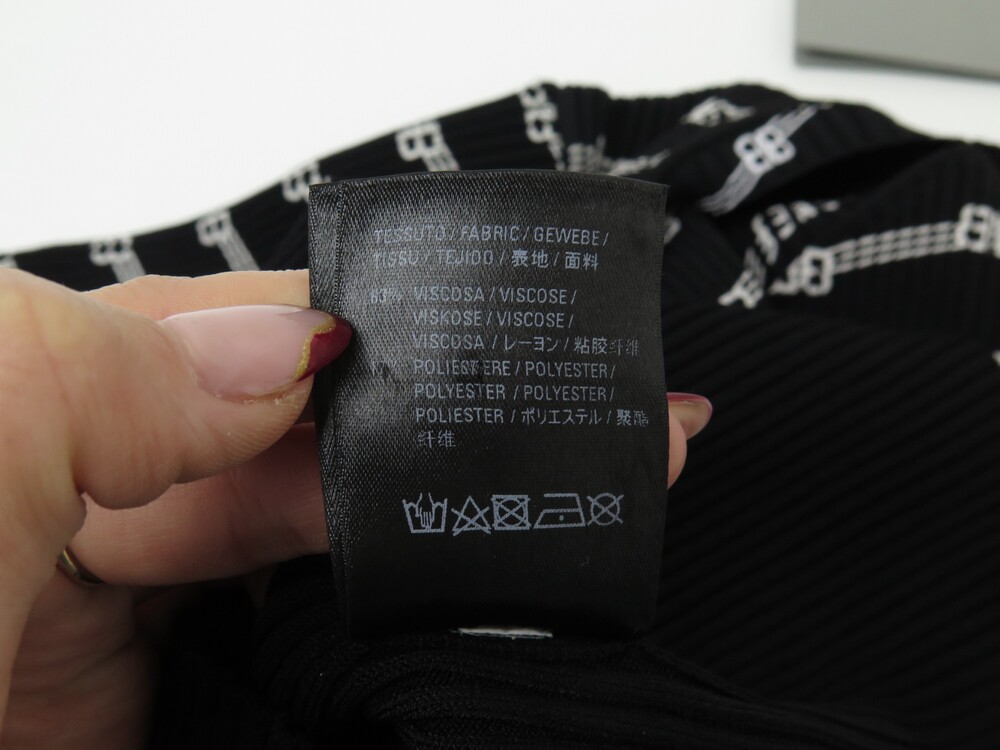 TESSUTO / FABRIC / GEWEBE /
TISSU / TEJIDO / 表地 / 面料
83% VISCOSA / VISCOSE /
VISKOSE / VISCOSE /
VISCOSA / レーヨン / 粘胶纤维
POLIESTERE / POLYESTER /
POLYESTER / POLYESTER /
POLIESTER / ポリエステル / 聚酯
纤维